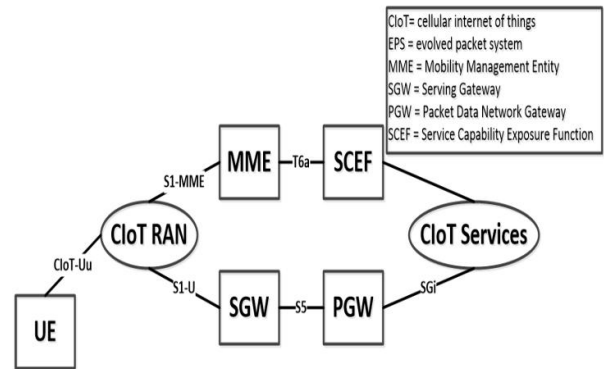 CIoT= cellular internet of things
EPS = evolved packet system
MME = Mobility Management Entity
SGW = Serving Gateway
PGW = Packet Data Network Gateway
SCEF = Service Capability Exposure Function
MME
T6a
SCEF
S1-MME
CIoT RAN
CIoT Services
CIoT-Uu
S1-U
SGi
SGW
S5
PGW
UE